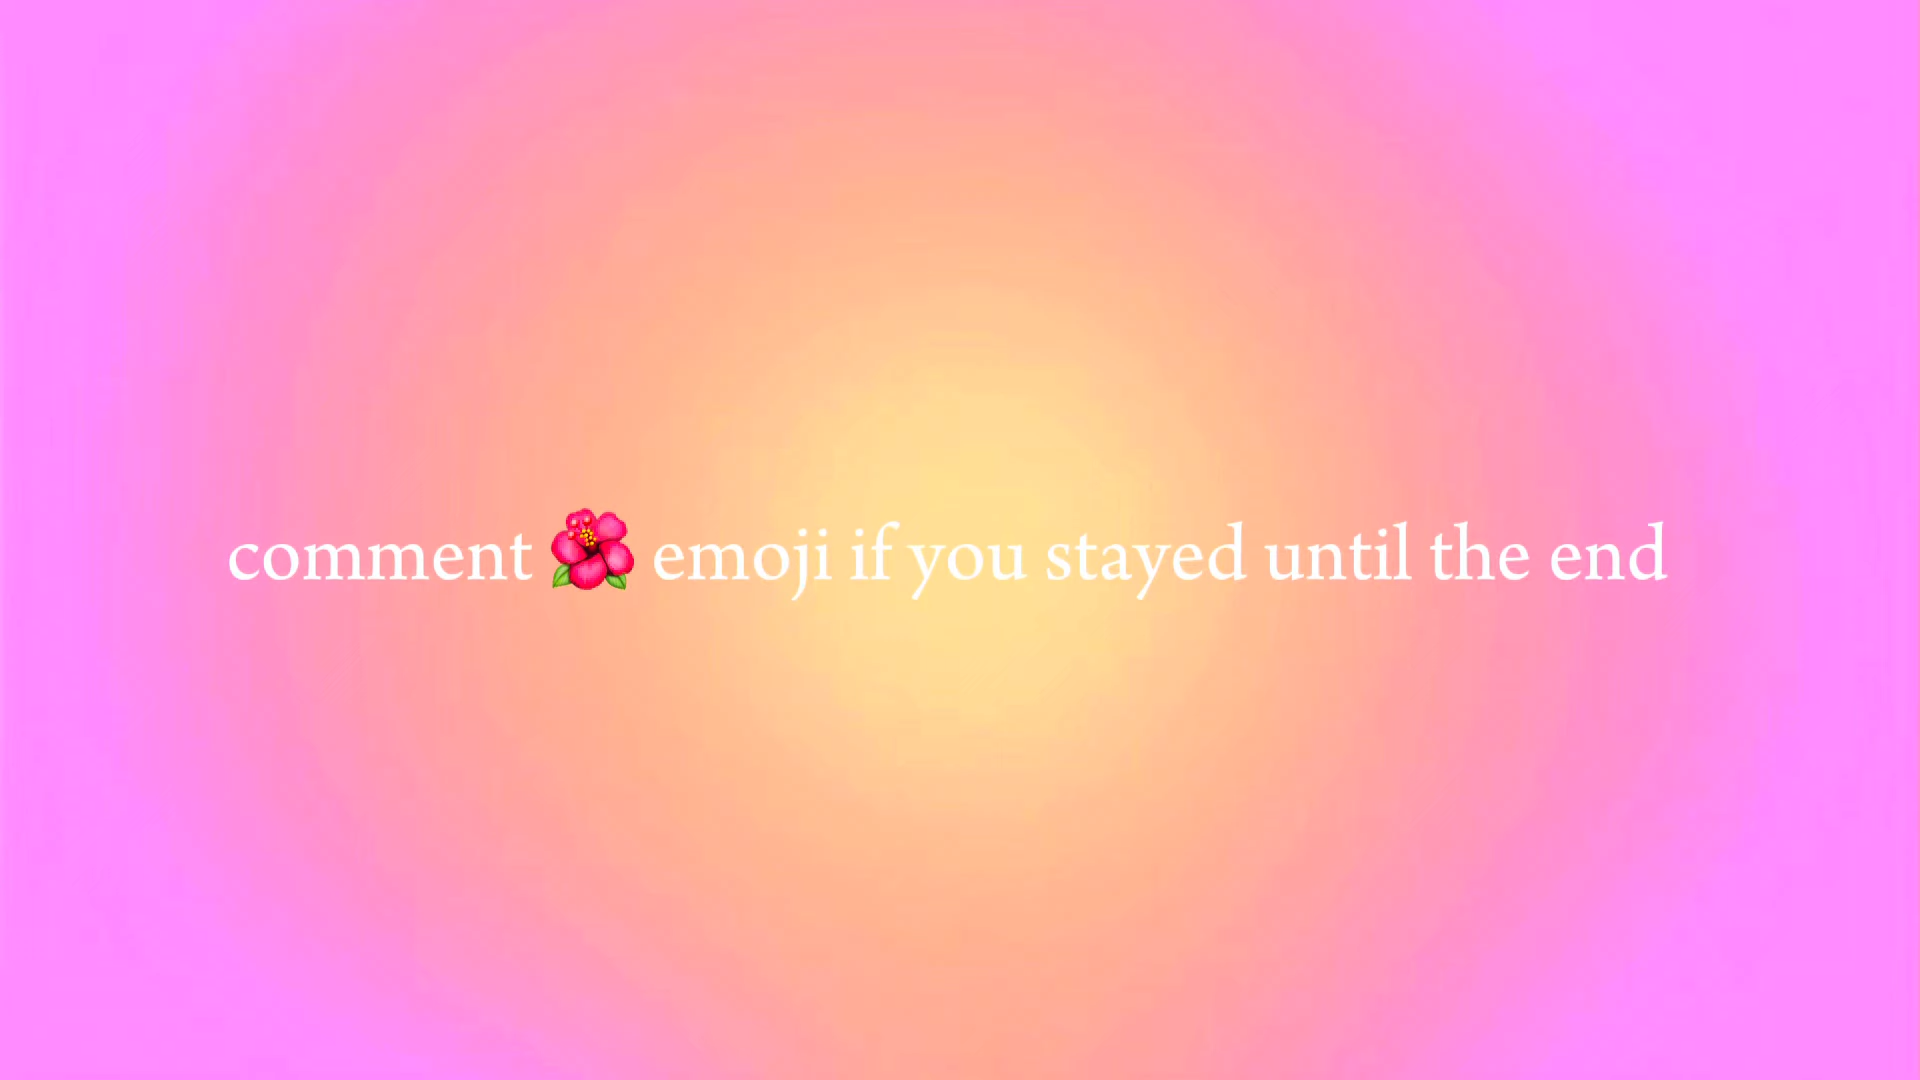 comment 🌺 emoji if you stayed until the end